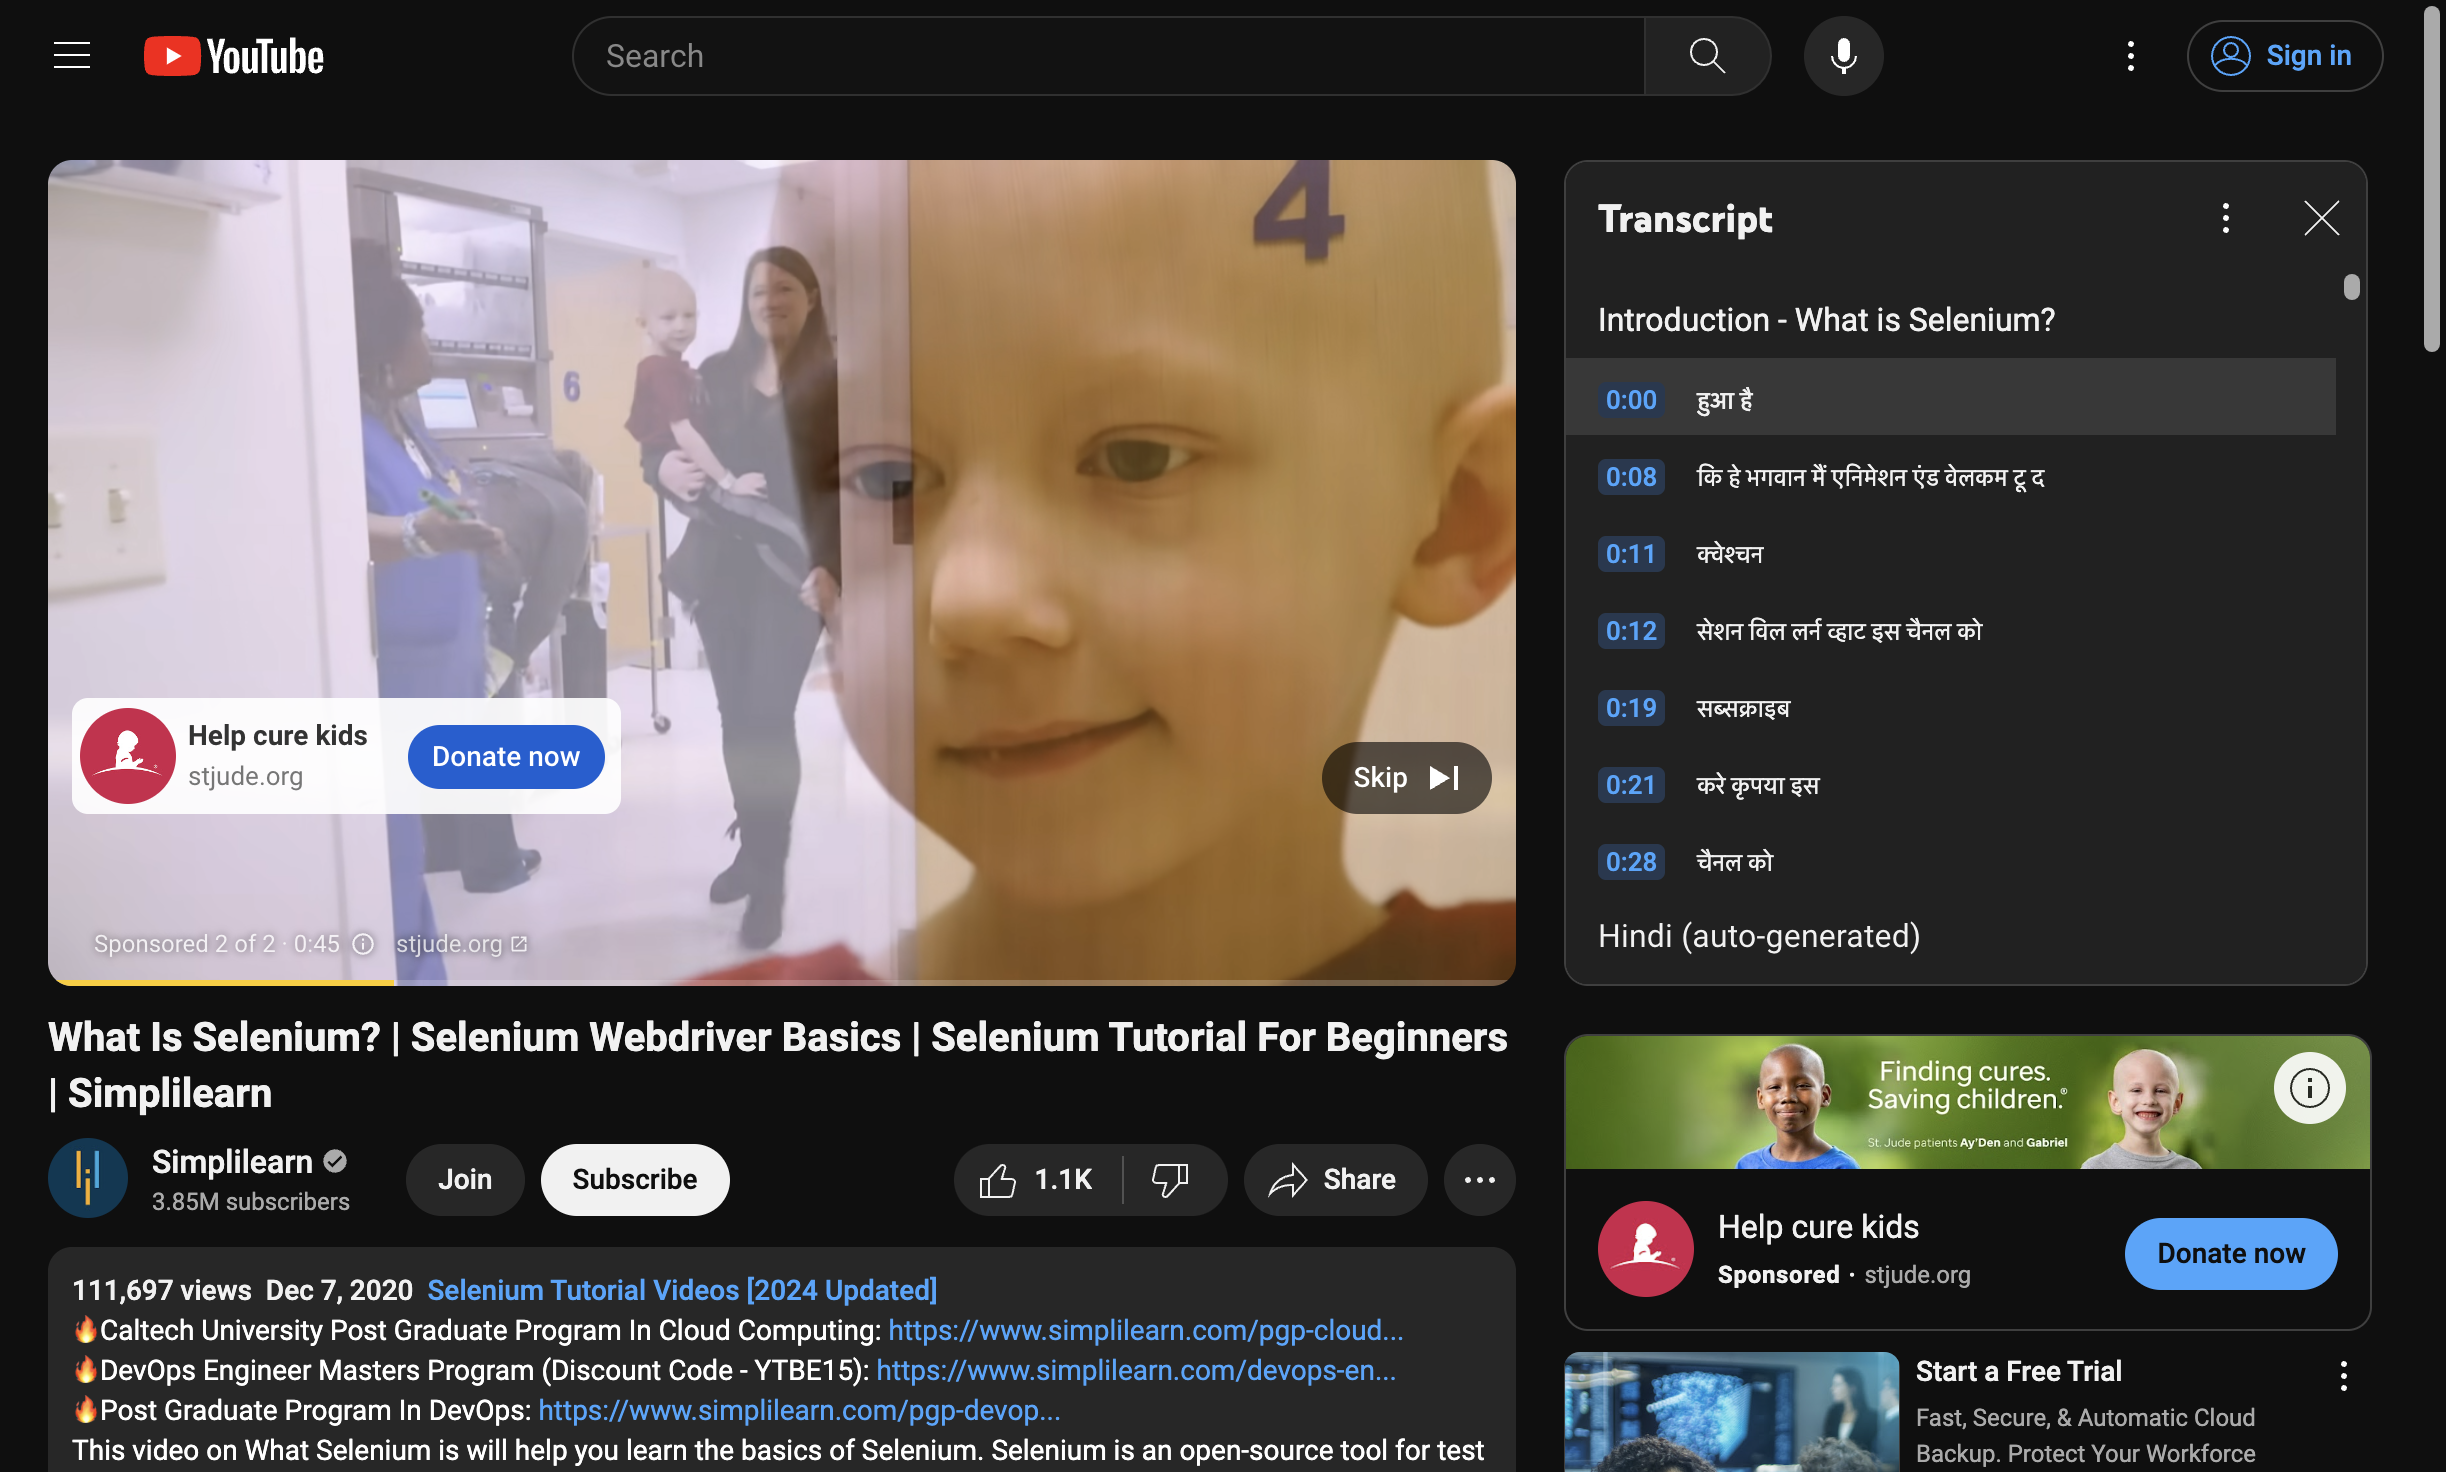 YouTube
Search
Sign in
4
6
Help cure kids
stjude.org
Donate now
Skip
Sponsored 2 of 2 · 0:45
stjude.org
Transcript
Introduction - What is Selenium?
0:00 हुआ है
0:08 कि हे भगवान मैं एनिमेशन एंड वेलकम टू द
0:11 क्वेश्चन
0:12 सेशन विल लर्न व्हाट इस चैनल को
0:19 सब्सक्राइब
0:21 करे कृपया इस
0:28 चैनल को
Hindi (auto-generated)
What Is Selenium? | Selenium Webdriver Basics | Selenium Tutorial For Beginners
| Simplilearn
Simplilearn
3.85M subscribers
Join
Subscribe
1.1K
Share
111,697 views Dec 7, 2020 Selenium Tutorial Videos [2024 Updated]
🔥Caltech University Post Graduate Program In Cloud Computing: https://www.simplilearn.com/pgp-cloud...
🔥DevOps Engineer Masters Program (Discount Code - YTBE15): https://www.simplilearn.com/devops-en...
🔥Post Graduate Program In DevOps: https://www.simplilearn.com/pgp-devop...
This video on What Selenium is will help you learn the basics of Selenium. Selenium is an open-source tool for test
Finding cures.
Saving children.®
St. Jude patients Ay'Den and Gabriel
Help cure kids
Sponsored · stjude.org
Donate now
Start a Free Trial
Fast, Secure, & Automatic Cloud
Backup. Protect Your Workforce